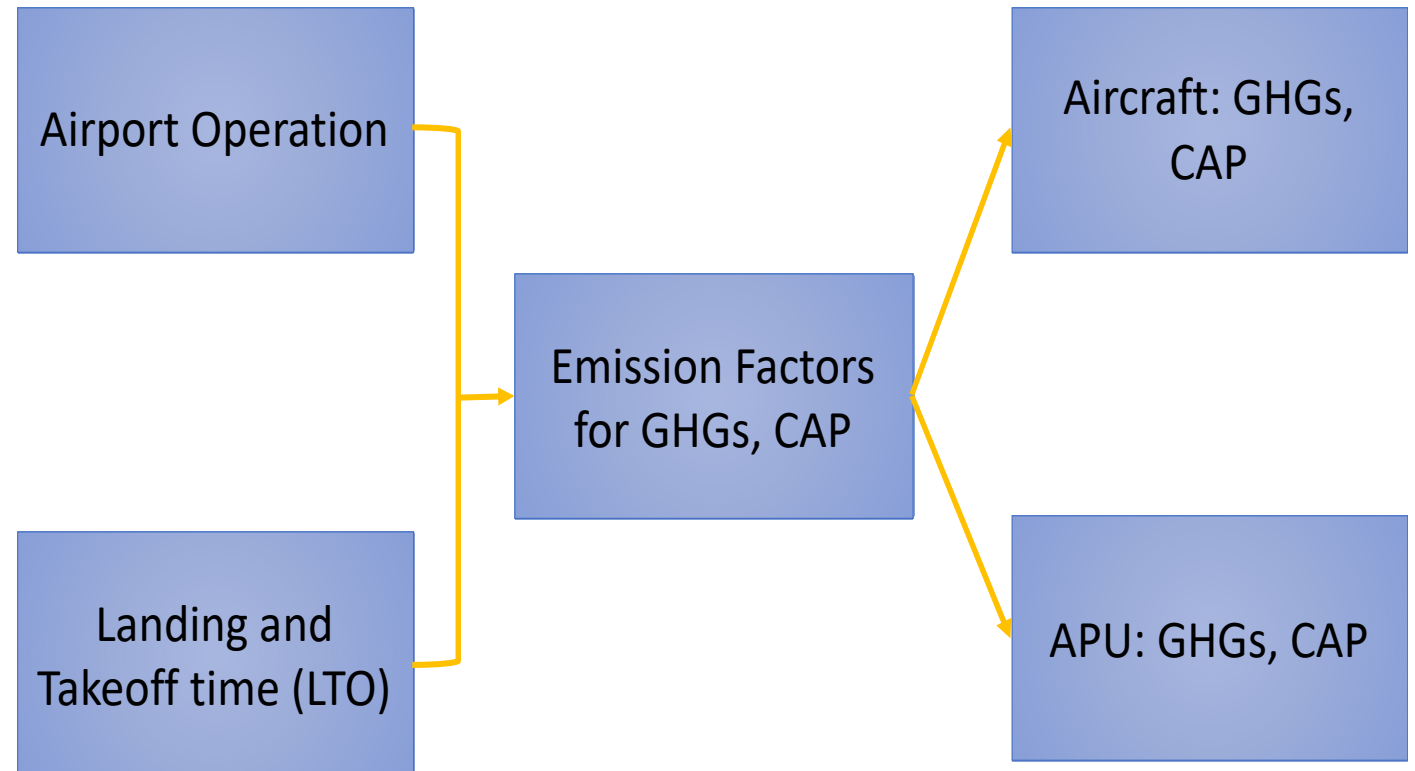 Airport Operation
Landing and
Takeoff time (LTO)
Emission Factors
for GHGs, CAP
Aircraft: GHGs,
CAP
APU: GHGs, CAP